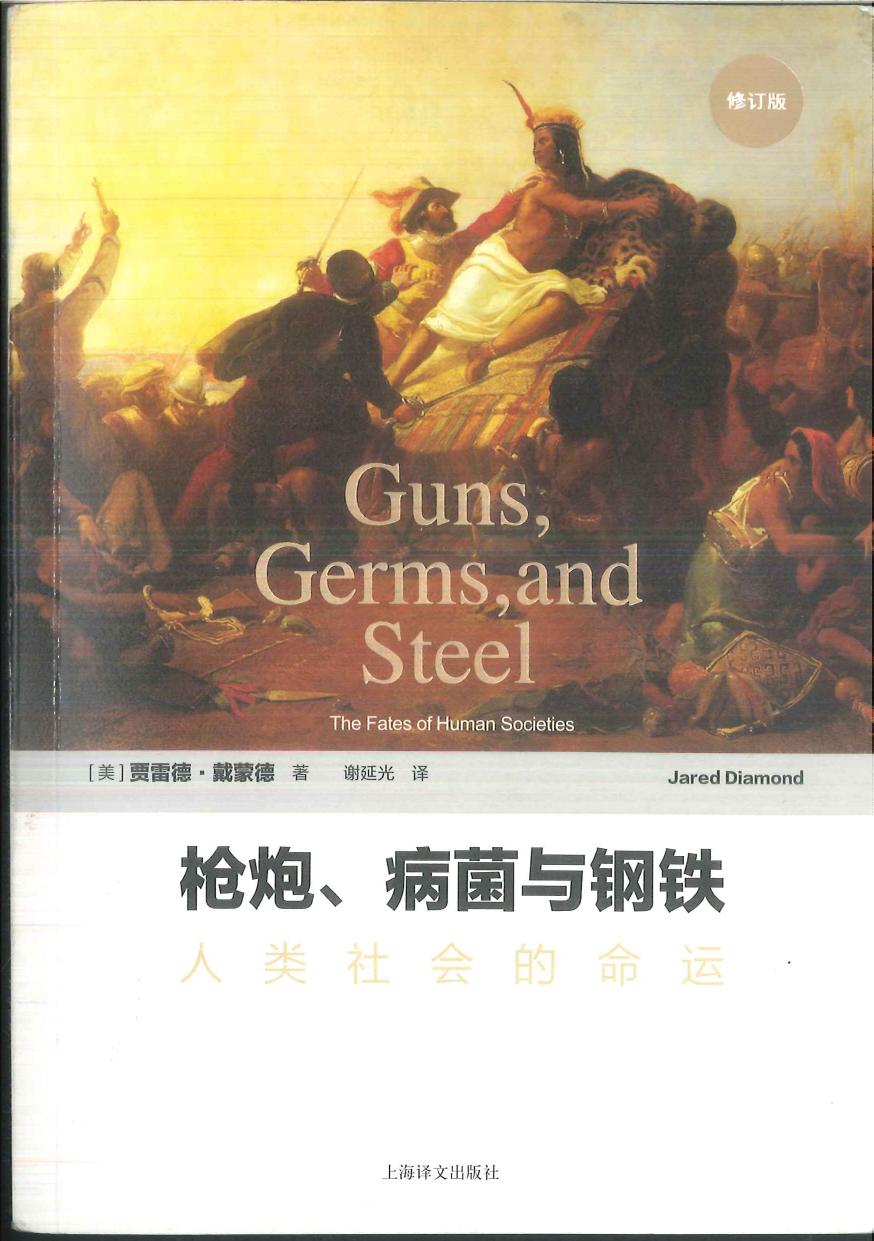 修订版
Guns,
Germs,and
Steel
The Fates of Human Societies
[美]贾雷德·戴蒙德 著 谢延光 译
Jared Diamond
枪炮、病菌与钢铁
人类社会的命运
上海译文出版社